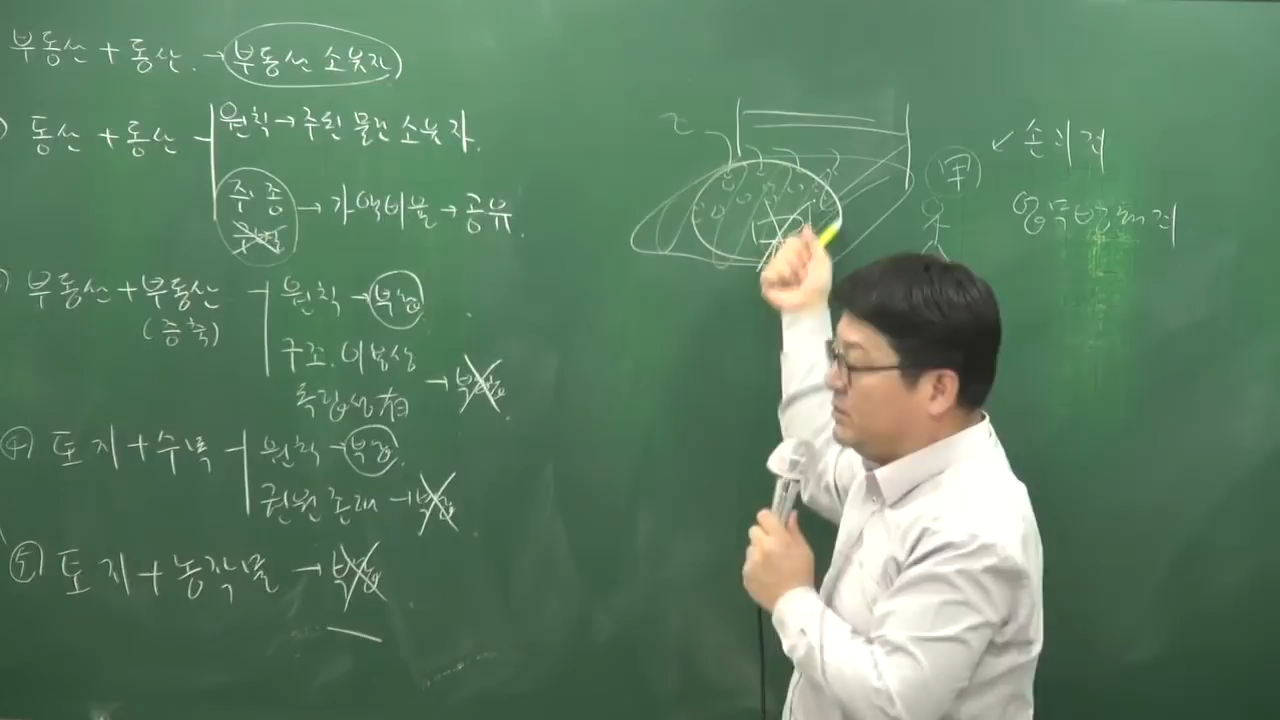 부동산 + 동산. → 부동산 소유자
) 동산 + 동산
원칙 → 주된 물건 소유자.
주, 종 → 가액비율 → 공유.
구별
) 부동산 + 부동산
(증축)
원칙 → 부합
구조. 이용상
독립성 有 → 부합
④ 토지 + 수목
원칙 → 부합.
권원 존재 → 부합
⑤ 토지 + 농작물 → 부합
乙
甲
✓ 손해전